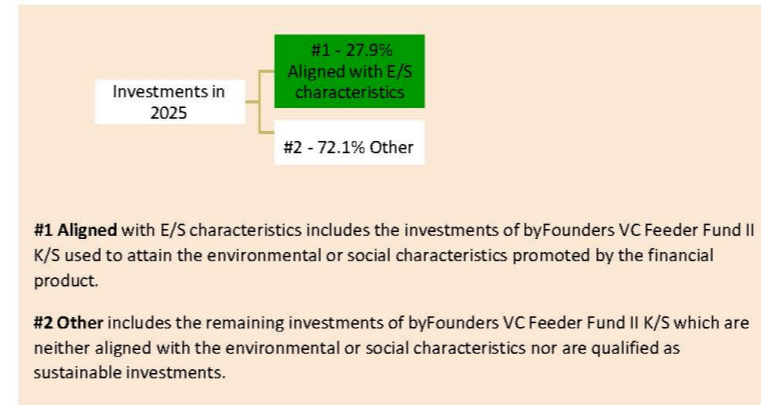 #1 - 27.9%
Aligned with E/S
characteristics
Investments in
2025
#2 - 72.1% Other
#1 Aligned with E/S characteristics includes the investments of byFounders VC Feeder Fund II
K/S used to attain the environmental or social characteristics promoted by the financial
product.
#2 Other includes the remaining investments of byFounders VC Feeder Fund II K/S which are
neither aligned with the environmental or social characteristics nor are qualified as
sustainable investments.